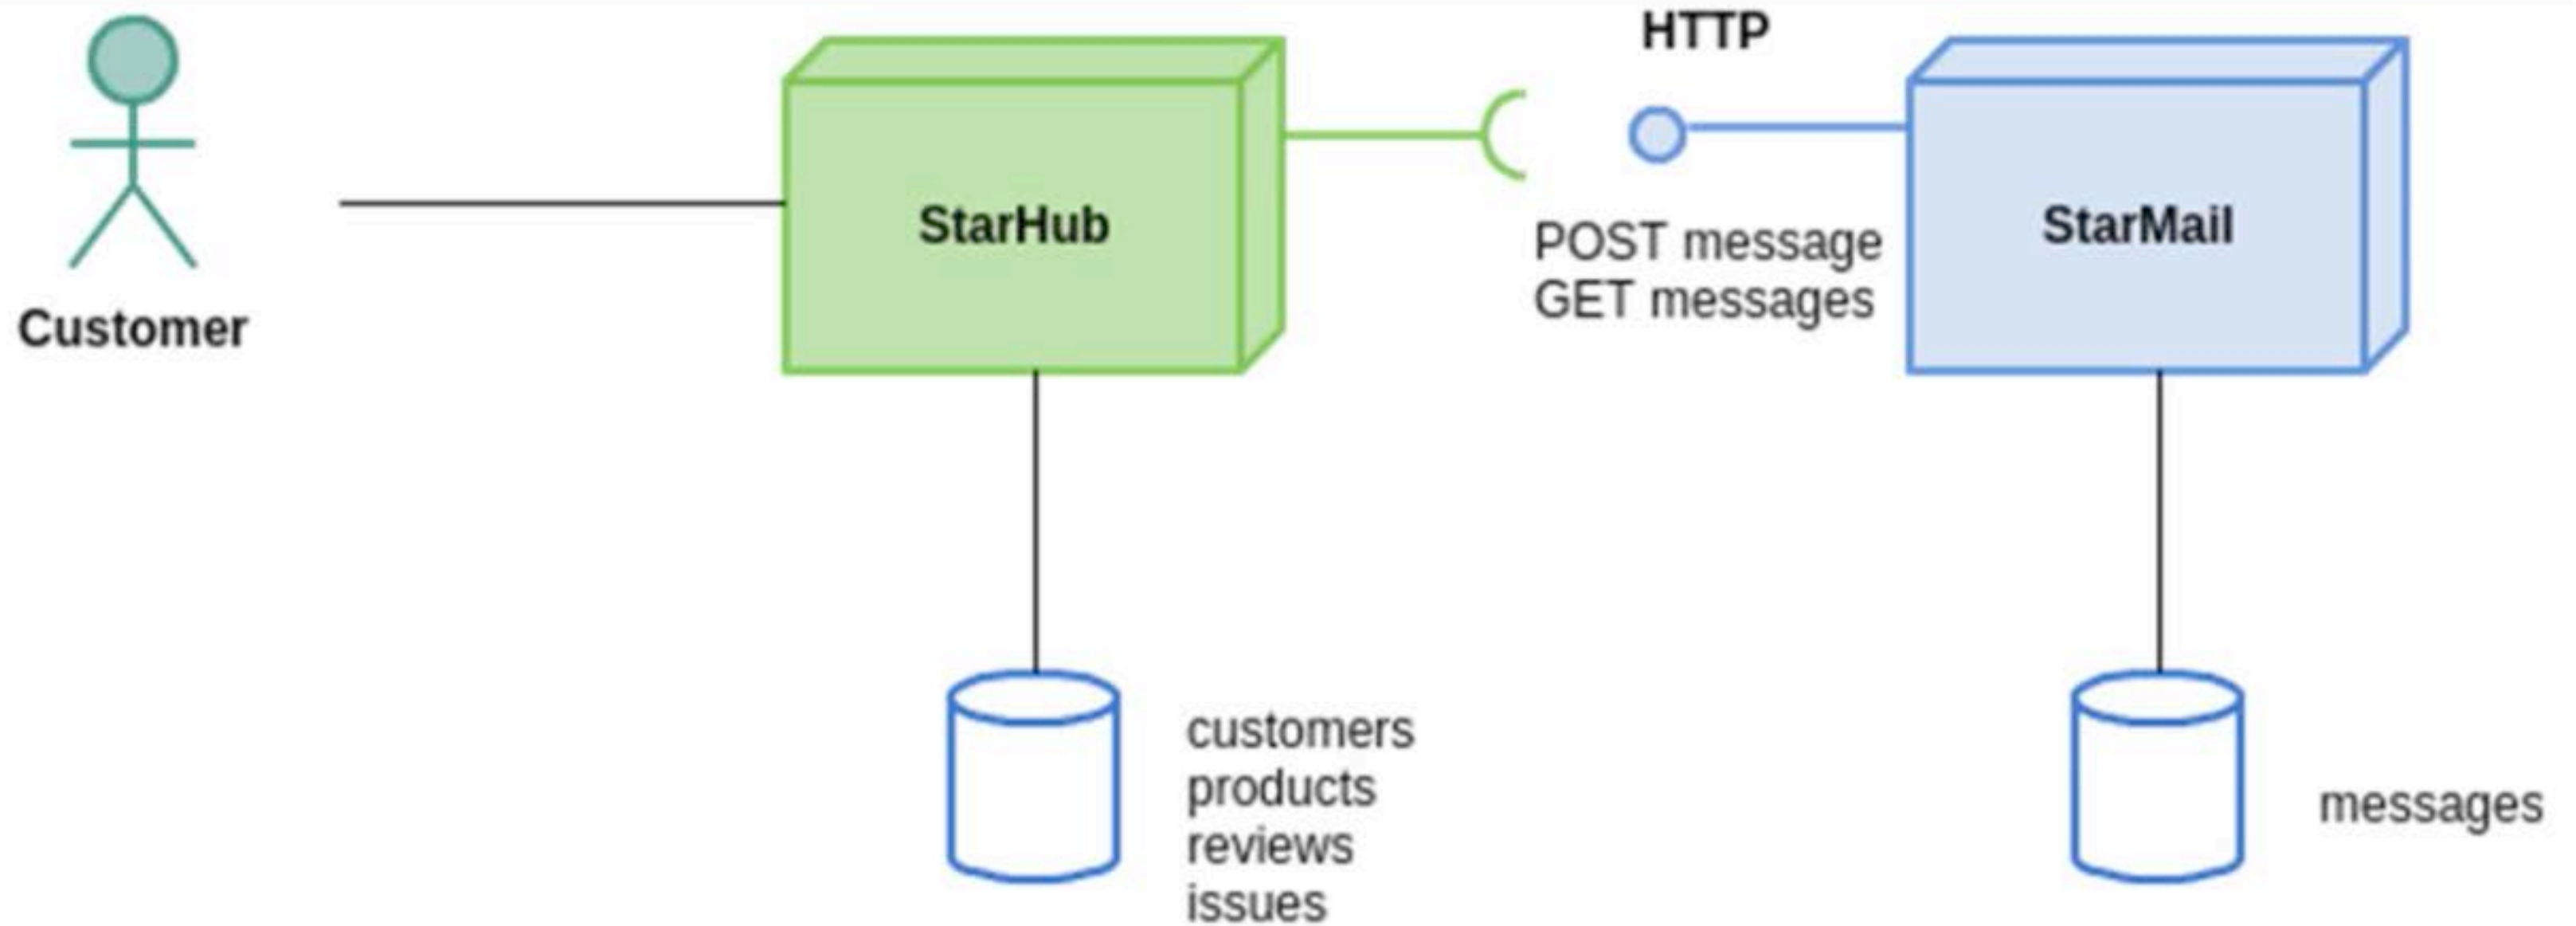 HTTP
StarHub
POST message
GET messages
StarMail
Customer
customers
products
reviews
issues
messages